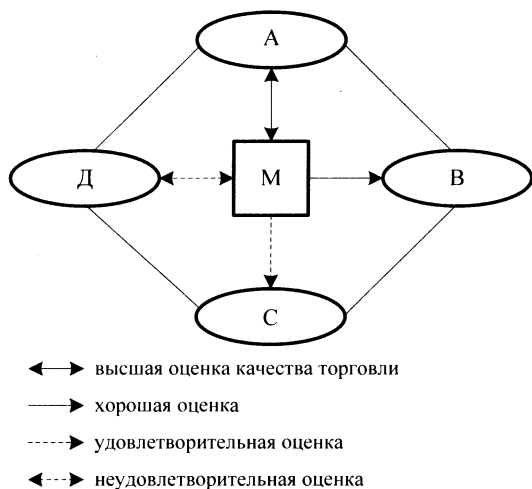 А
Д
М
В
С
высшая оценка качества торговли
хорошая оценка
удовлетворительная оценка
неудовлетворительная оценка